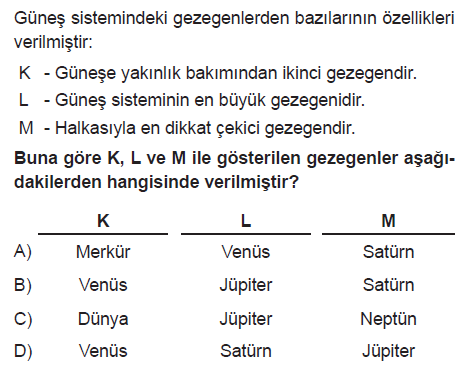 Güneş sistemindeki gezegenlerden bazılarının özellikleri
verilmiştir:
K - Güneşe yakınlık bakımından ikinci gezegendir.
L - Güneş sisteminin en büyük gezegenidir.
M - Halkasıyla en dikkat çekici gezegendir.
Buna göre K, L ve M ile gösterilen gezegenler aşağı-
dakilerden hangisinde verilmiştir?
K L M
A) Merkür Venüs Satürn
B) Venüs Jüpiter Satürn
C) Dünya Jüpiter Neptün
D) Venüs Satürn Jüpiter